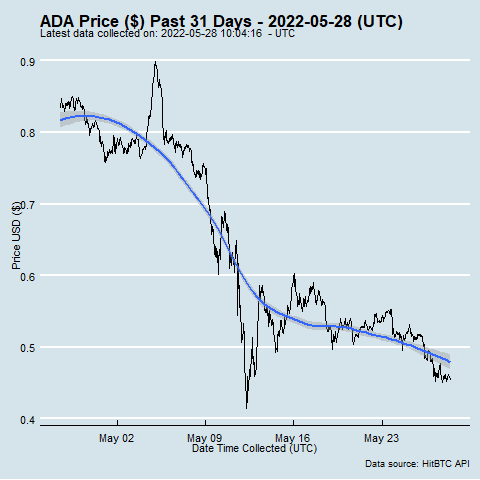 ADA Price ($) Past 31 Days - 2022-05-28 (UTC)
Latest data collected on: 2022-05-28 10:04:16 - UTC
0.9
0.8
0.7
0.6
0.5
0.4
Price USD ($)
May 02
May 09
May 16
May 23
Date Time Collected (UTC)
Data source: HitBTC API